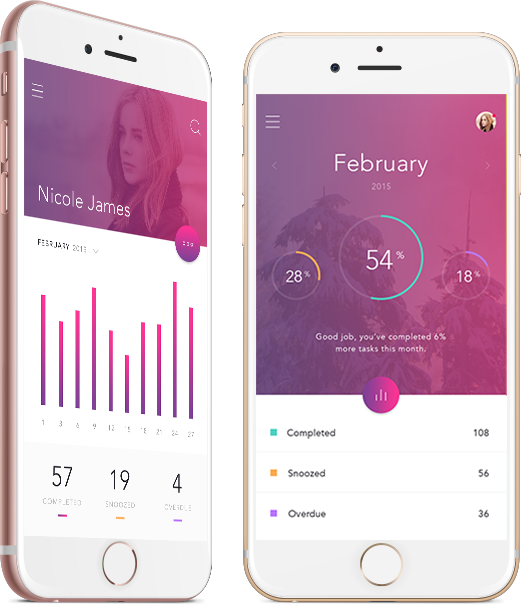 Nicole James
FEBRUARY 2015
1 3 6 9 12 15 18 21 24 27
57 19 4
COMPLETED SNOOZED OVERDUE
February
2015
28% 54% 18%
Good job, you've completed 6%
more tasks this month.
Completed 108
Snoozed 56
Overdue 36